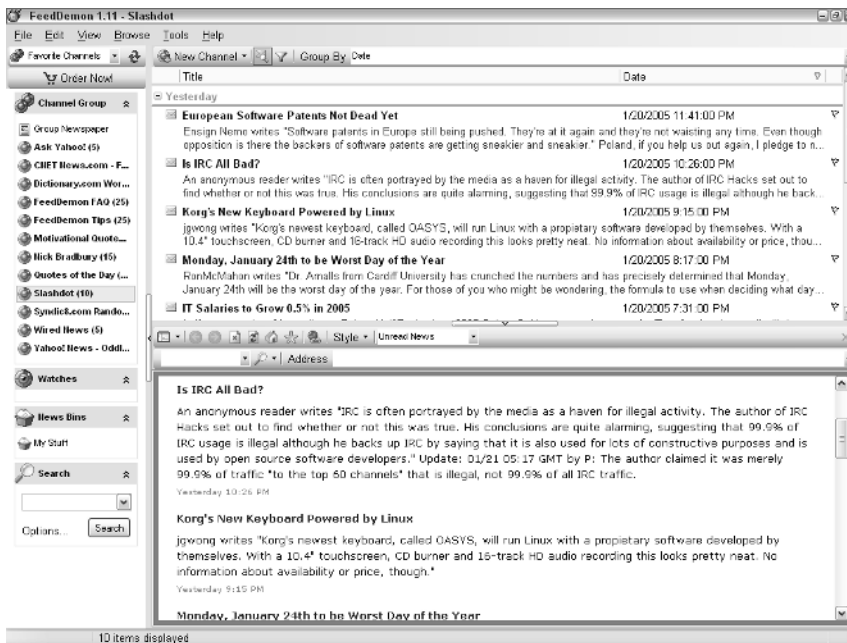 FeedDemon 1.11 - Slashdot
File Edit View Browse Tools Help
Favorite Channels
New Channel Group By Date
Order Now!
Title Date
Channel Group
Group Newspaper
Ask Yahoo! (5)
CNET News.com - F...
Dictionary.com Wor...
FeedDemon FAQ (25)
FeedDemon Tips (25)
Motivational Quote...
Nick Bradbury (15)
Quotes of the Day (...
Slashdot (10)
Syndic8.com Rando...
Wired News (5)
Yahoo! News - Oddi...
Watches
News Bins
My Stuff
Search
Options... Search
Yesterday
European Software Patents Not Dead Yet 1/20/2005 11:41:00 PM
Ensign Nemo writes "Software patents in Europe still being pushed. They're at it again and they're not waisting any time. Even though
opposition is there the backers of software patents are getting sneakier and sneakier." Poland, if you help us out again, I pledge to n...
Is IRC All Bad? 1/20/2005 10:26:00 PM
An anonymous reader writes "IRC is often portrayed by the media as a haven for illegal activity. The author of IRC Hacks set out to
find whether or not this was true. His conclusions are quite alarming, suggesting that 99.9% of IRC usage is illegal although he back...
Korg's New Keyboard Powered by Linux 1/20/2005 9:15:00 PM
jgwong writes "Korg's newest keyboard, called OASYS, will run Linux with a propietary software developed by themselves. With a
10.4" touchscreen, CD burner and 16-track HD audio recording this looks pretty neat. No information about availability or price, thou...
Monday, January 24th to be Worst Day of the Year 1/20/2005 8:17:00 PM
RonMcMahon writes "Dr. Arnalls from Cardiff University has crunched the numbers and has precisely determined that Monday,
January 24th will be the worst day of the year. For those of you who might be wondering, the formula to use when deciding what day...
IT Salaries to Grow 0.5% in 2005 1/20/2005 7:31:00 PM
Style Unread News
Address
Is IRC All Bad?
An anonymous reader writes "IRC is often portrayed by the media as a haven for illegal activity. The author of IRC
Hacks set out to find whether or not this was true. His conclusions are quite alarming, suggesting that 99.9% of
IRC usage is illegal although he backs up IRC by saying that it is also used for lots of constructive purposes and is
used by open source software developers." Update: 01/21 05:17 GMT by P: The author claimed it was merely
99.9% of traffic "to the top 60 channels" that is illegal, not 99.9% of all IRC traffic.
Yesterday 10:26 PM
Korg's New Keyboard Powered by Linux
jgwong writes "Korg's newest keyboard, called OASYS, will run Linux with a propietary software developed by
themselves. With a 10.4" touchscreen, CD burner and 16-track HD audio recording this looks pretty neat. No
information about availability or price, though."
Yesterday 9:15 PM
Monday, January 24th to be Worst Day of the Year
10 items displayed